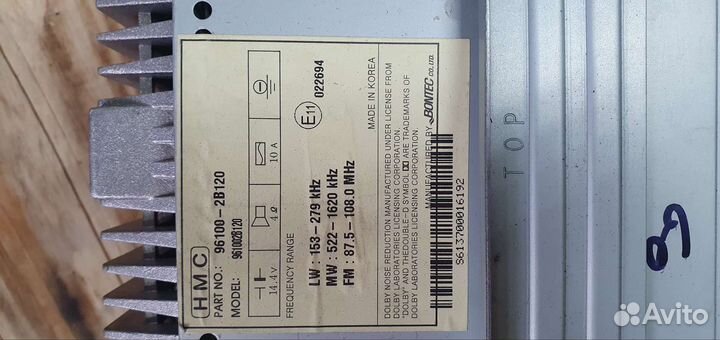 HMC
PART NO.: 96100-2B120
MODEL: 961002B120
14.4V 4Ω 10A
FREQUENCY RANGE
LW : 153-279 kHz
MW : 522-1620 kHz
FM : 87.5-108.0 MHz
E11 022694
MADE IN KOREA
DOLBY NOISE REDUCTION MANUFACTURED UNDER LICENSE FROM
DOLBY LABORATORIES LICENSING CORPORATION.
"DOLBY" AND THEDOUBLE-D SYMBOL ARE TRADEMARKS OF
DOLBY LABORATORIES LICENSING CORPORATION.
MANUFACTURED BY BONTEC CO., LTD.
S613700016192
TOP
Avito